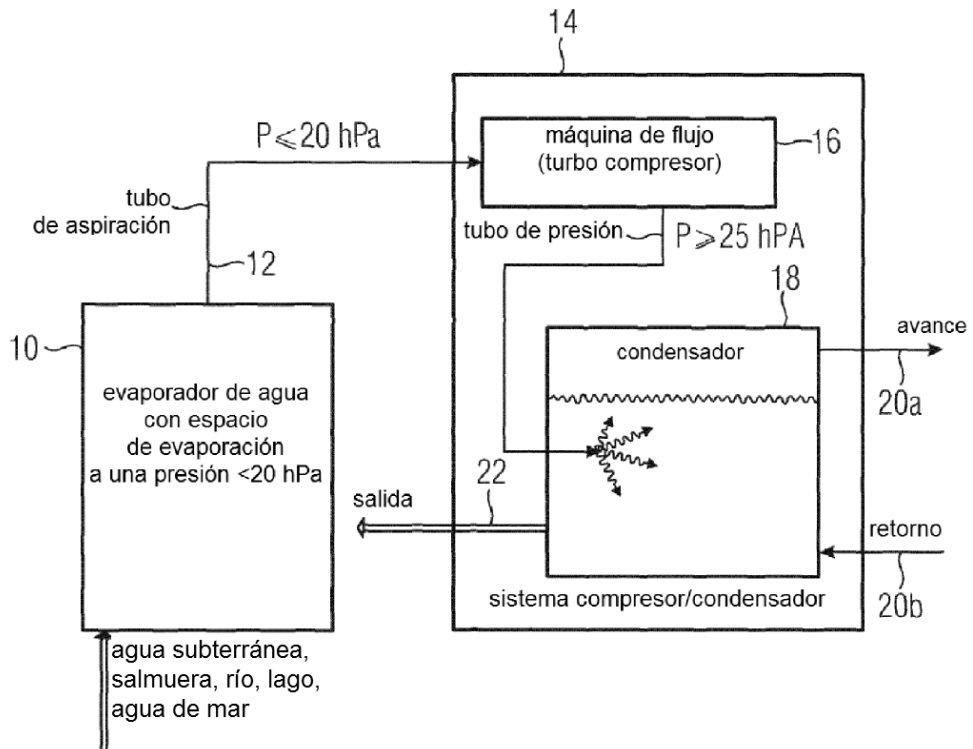 14
P⩽20 hPa
máquina de flujo
(turbo compresor)
16
tubo
de aspiración
tubo de presión
P⩾25 hPA
12
18
10
condensador
avance
20a
evaporador de agua
con espacio
de evaporación
a una presión <20 hPa
22
salida
retorno
20b
sistema compresor/condensador
agua subterránea,
salmuera, río, lago,
agua de mar